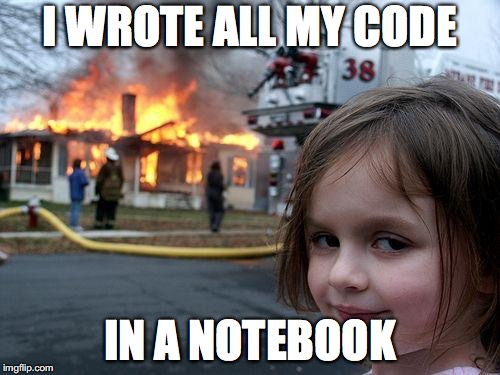 I WROTE ALL MY CODE
38
IN A NOTEBOOK
imgflip.com